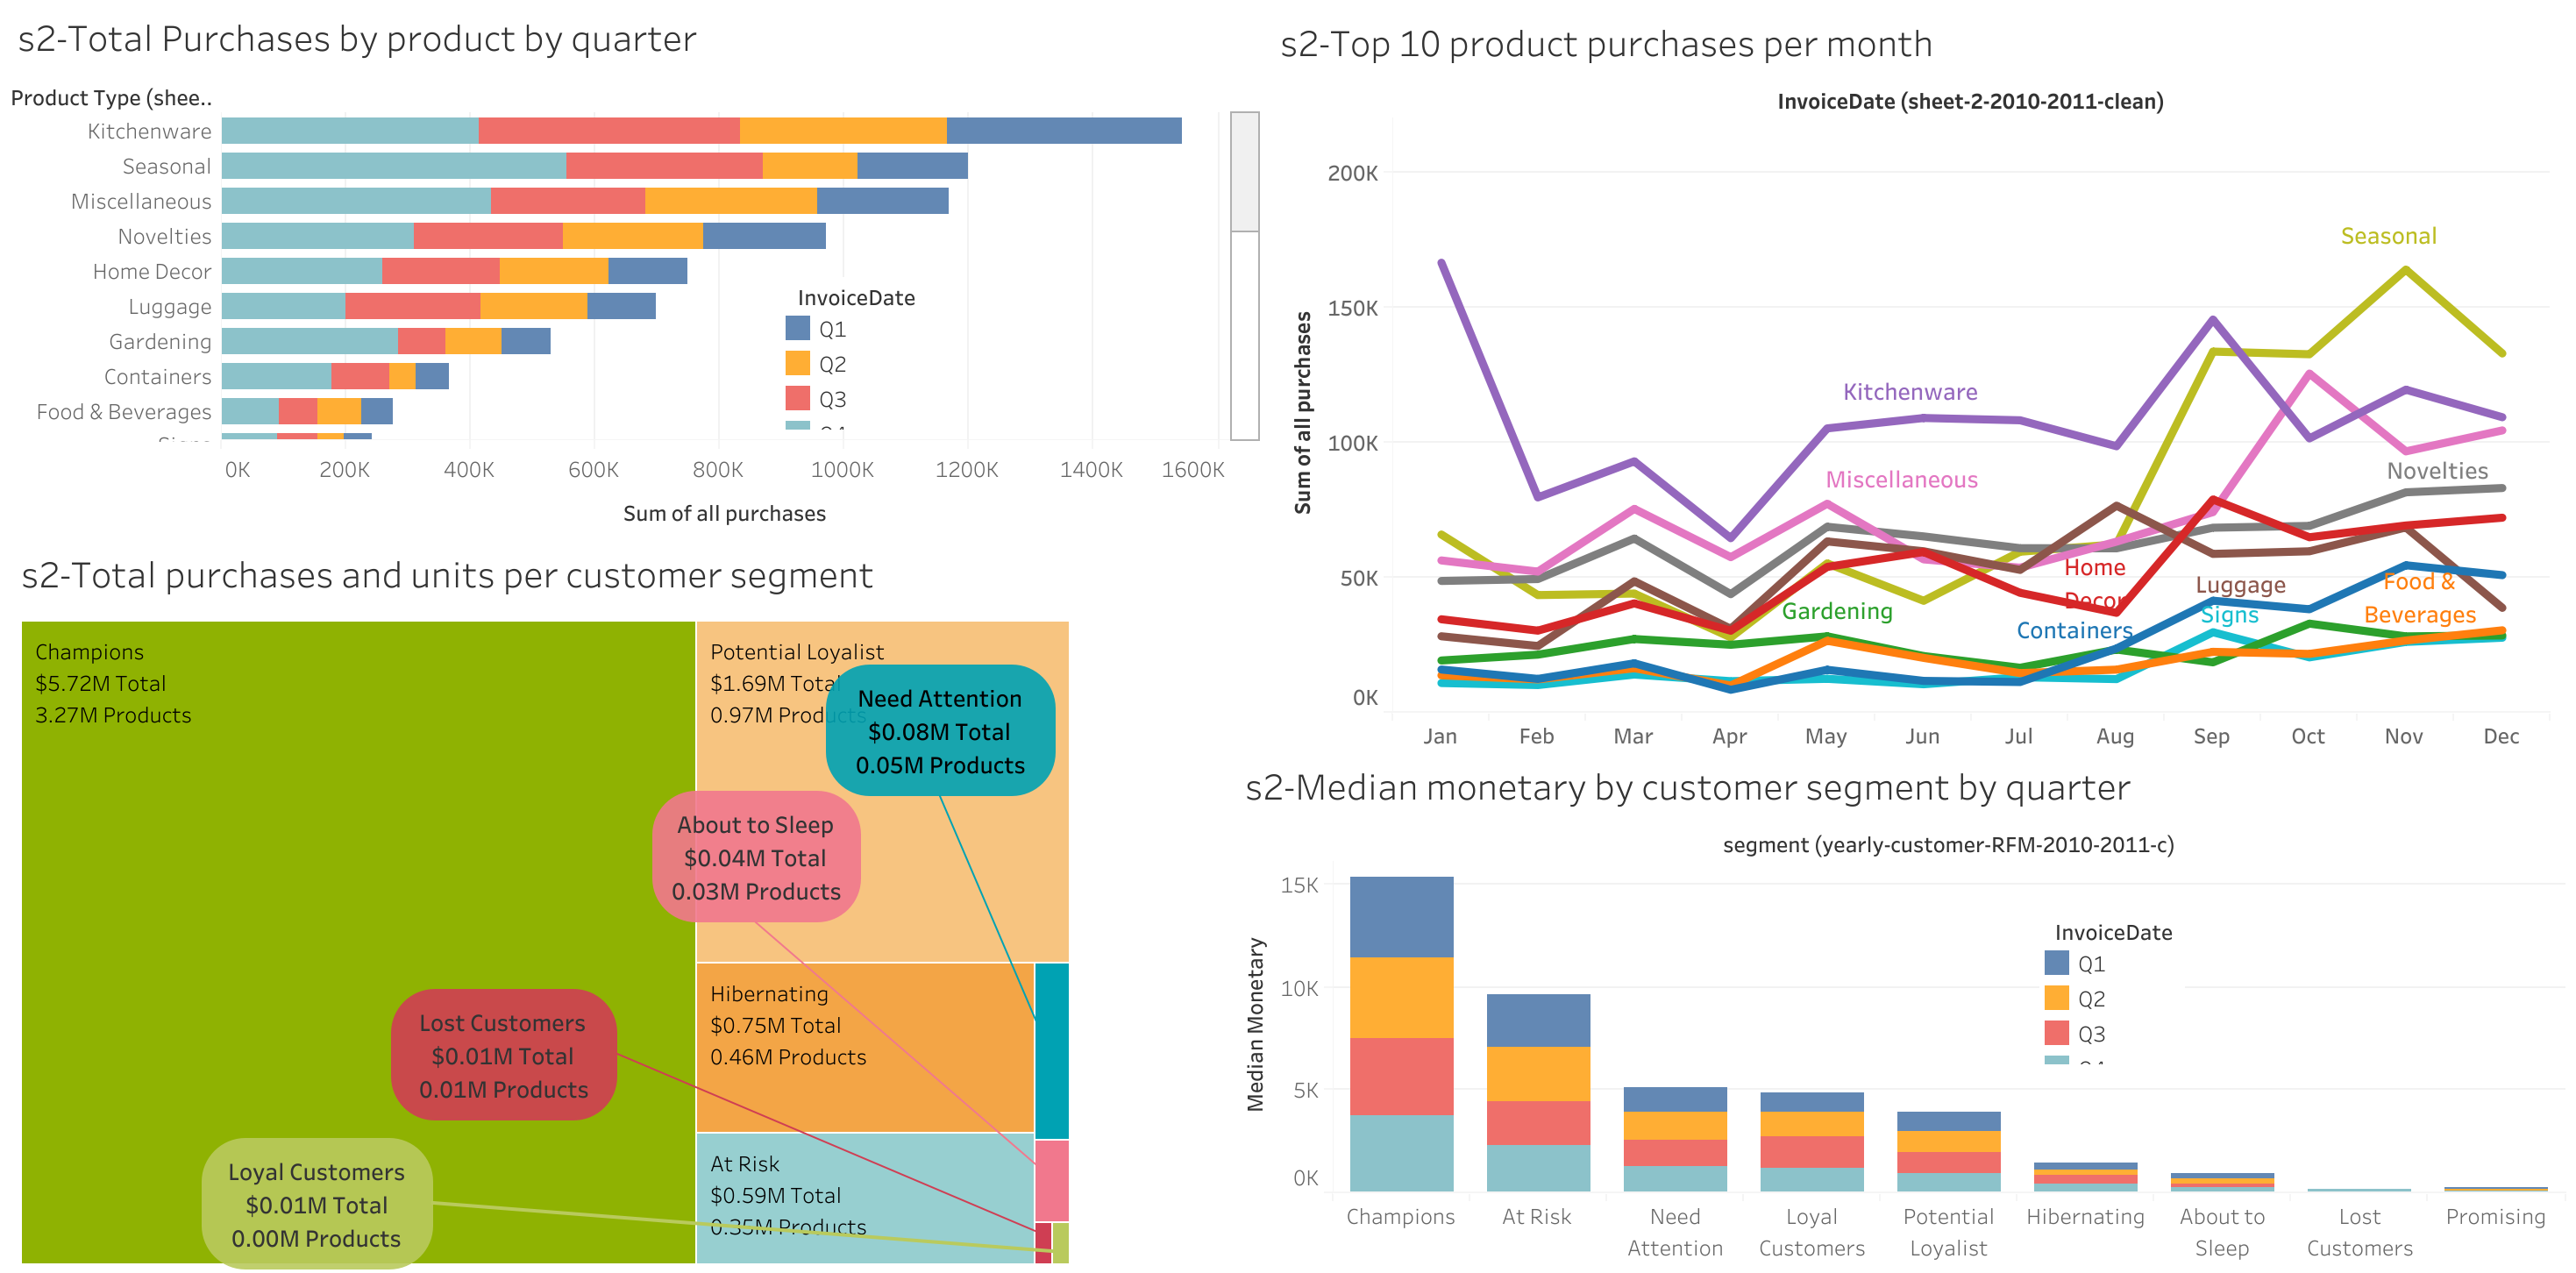 s2-Total Purchases by product by quarter
Product Type (shee..
Kitchenware
Seasonal
Miscellaneous
Novelties
Home Decor
Luggage
Gardening
Containers
Food & Beverages
InvoiceDate
Q1
Q2
Q3
0K 200K 400K 600K 800K 1000K 1200K 1400K 1600K
Sum of all purchases
s2-Top 10 product purchases per month
InvoiceDate (sheet-2-2010-2011-clean)
Sum of all purchases
200K
150K
100K
50K
0K
Seasonal
Kitchenware
Miscellaneous
Novelties
Home
Decor
Luggage
Food &
Beverages
Gardening
Signs
Containers
Jan Feb Mar Apr May Jun Jul Aug Sep Oct Nov Dec
s2-Total purchases and units per customer segment
Champions
$5.72M Total
3.27M Products
Potential Loyalist
$1.69M Total
0.97M Products
Need Attention
$0.08M Total
0.05M Products
About to Sleep
$0.04M Total
0.03M Products
Hibernating
$0.75M Total
0.46M Products
Lost Customers
$0.01M Total
0.01M Products
At Risk
$0.59M Total
0.35M Products
Loyal Customers
$0.01M Total
0.00M Products
s2-Median monetary by customer segment by quarter
segment (yearly-customer-RFM-2010-2011-c)
Median Monetary
15K
10K
5K
0K
InvoiceDate
Q1
Q2
Q3
Champions
At Risk
Need
Attention
Loyal
Customers
Potential
Loyalist
Hibernating
About to
Sleep
Lost
Customers
Promising